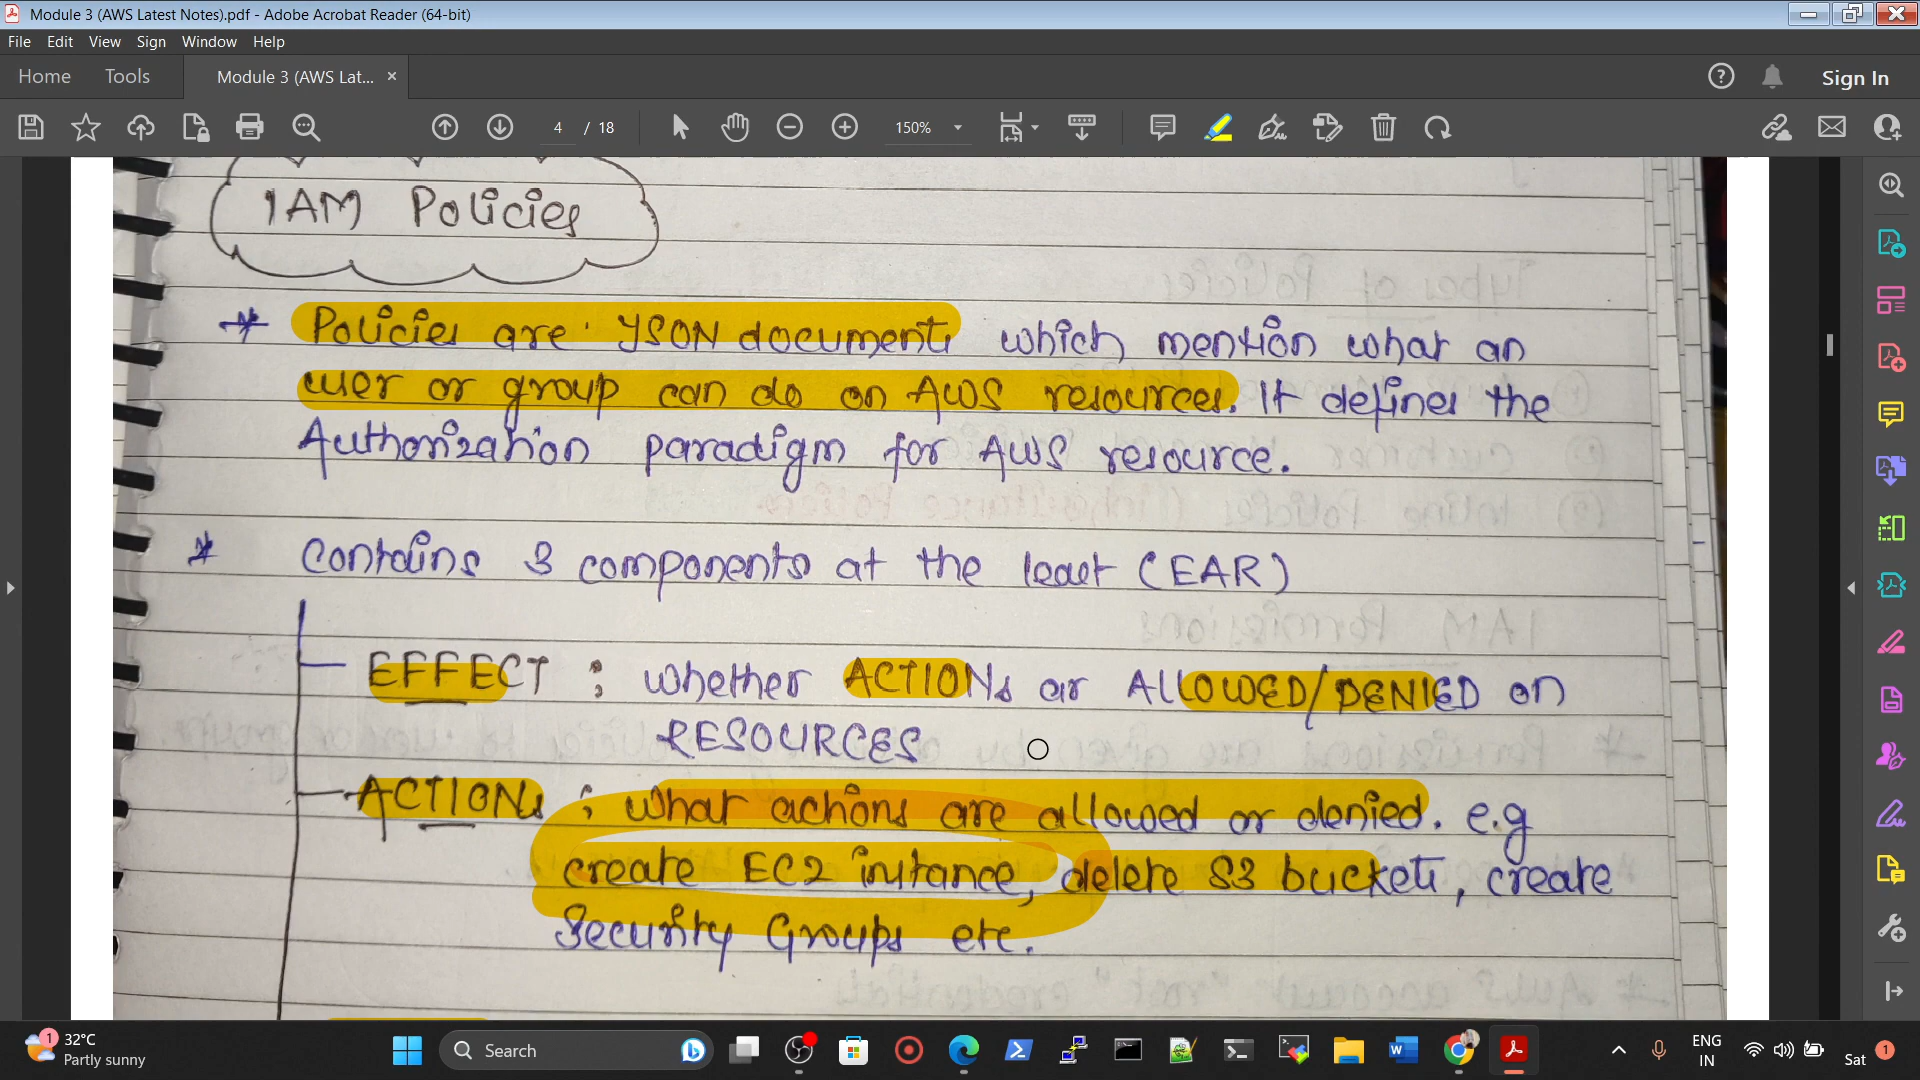 Module 3 (AWS Latest Notes).pdf - Adobe Acrobat Reader (64-bit)
File Edit View Sign Window Help
Home Tools Module 3 (AWS Lat... × Sign In
4 / 18 150%
IAM Policies
* Policies are JSON documents which mention what an
user or group can do on AWS resources. It defines the
Authorization paradigm for AWS resource.
* Contains 3 components at the least (EAR)
EFFECT : Whether ACTIONs ar ALLOWED/DENIED on
RESOURCES
ACTIONs : What actions are allowed or denied. e.g
create EC2 instance, delete S3 buckets, create
Security Groups etc.
1 32°C
Partly sunny
Search
ENG
IN
Sat 1